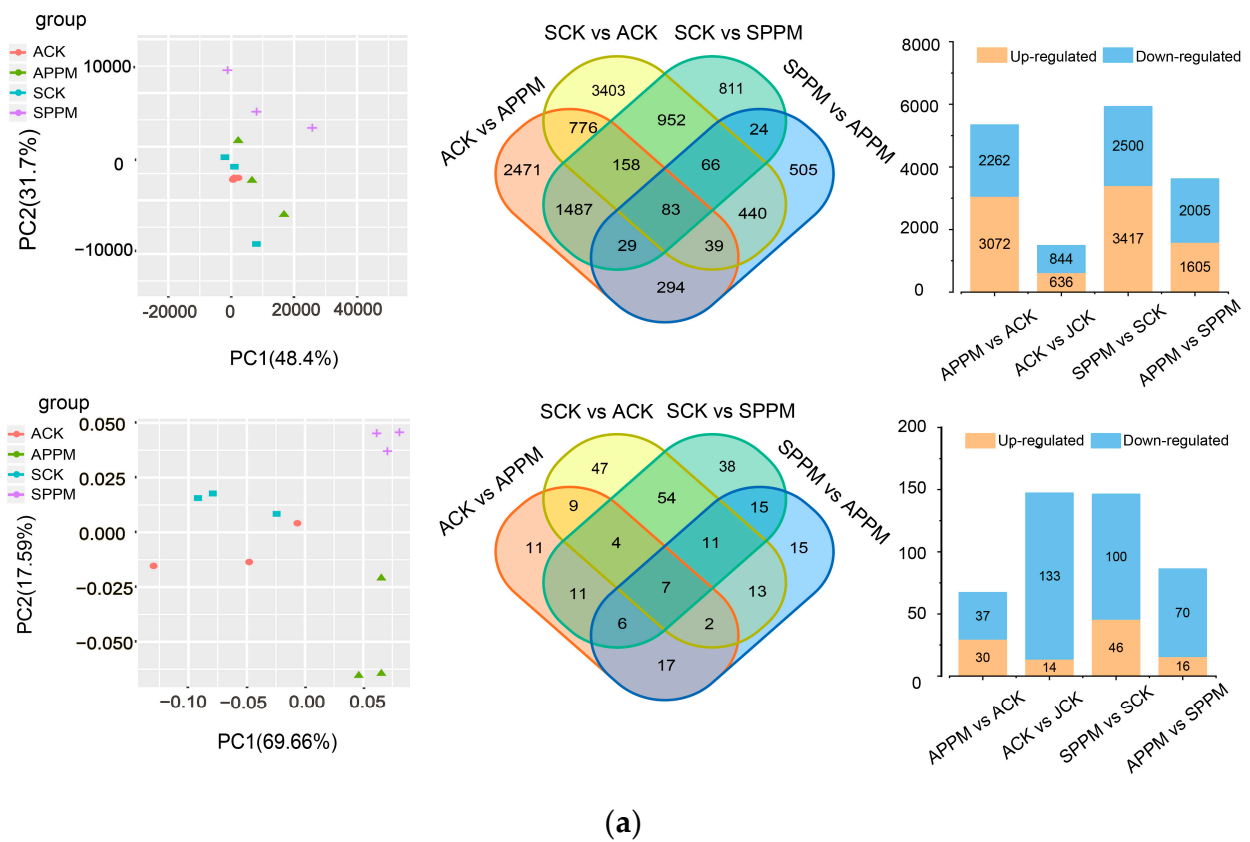 group
ACK
APPM
SCK
SPPM
10000
0
−10000
PC2(31.7%)
-20000 0 20000 40000
PC1(48.4%)
SCK vs ACK SCK vs SPPM
ACK vs APPM
SPPM vs APPM
3403 811
776 952 24
2471 158 66 505
1487 83 440
29 39
294
Up-regulated Down-regulated
8000
6000
4000
2000
0
2262 844 2500 2005
3072 636 3417 1605
APPM vs ACK
ACK vs JCK
SPPM vs SCK
APPM vs SPPM
group
ACK
APPM
SCK
SPPM
0.050
0.025
0.000
−0.025
−0.050
PC2(17.59%)
−0.10 −0.05 0.00 0.05
PC1(69.66%)
SCK vs ACK SCK vs SPPM
ACK vs APPM
SPPM vs APPM
47 38
9 54 15
11 4 11 15
11 7 13
6 2
17
Up-regulated Down-regulated
200
150
100
50
0
37 133 100 70
30 14 46 16
APPM vs ACK
ACK vs JCK
SPPM vs SCK
APPM vs SPPM
(a)